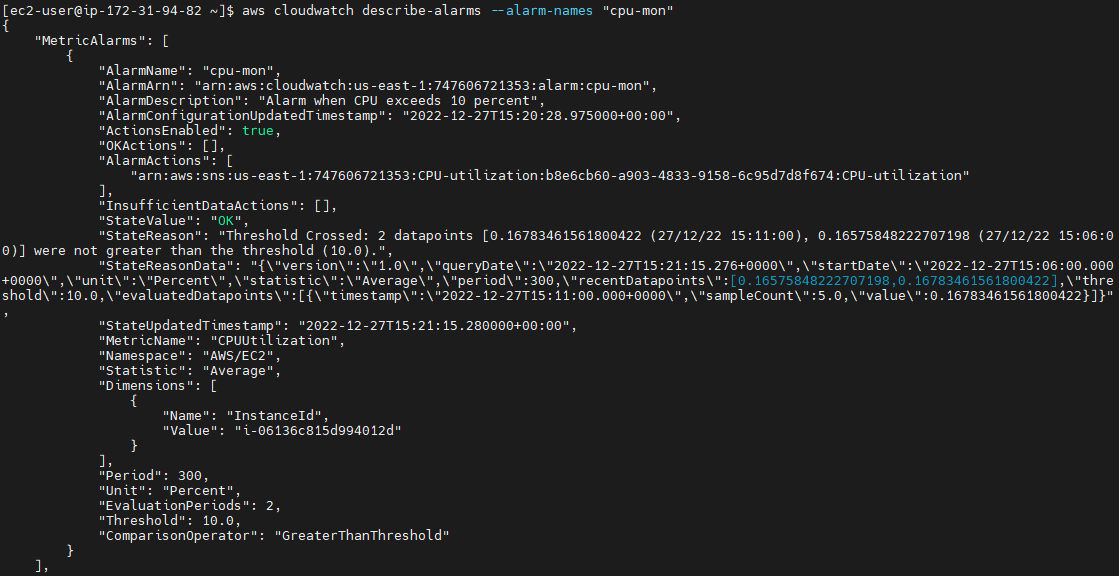 [ec2-user@ip-172-31-94-82 ~]$ aws cloudwatch describe-alarms --alarm-names "cpu-mon"
{
    "MetricAlarms": [
        {
            "AlarmName": "cpu-mon",
            "AlarmArn": "arn:aws:cloudwatch:us-east-1:747606721353:alarm:cpu-mon",
            "AlarmDescription": "Alarm when CPU exceeds 10 percent",
            "AlarmConfigurationUpdatedTimestamp": "2022-12-27T15:20:28.975000+00:00",
            "ActionsEnabled": true,
            "OKActions": [],
            "AlarmActions": [
                "arn:aws:sns:us-east-1:747606721353:CPU-utilization:b8e6cb60-a903-4833-9158-6c95d7d8f674:CPU-utilization"
            ],
            "InsufficientDataActions": [],
            "StateValue": "OK",
            "StateReason": "Threshold Crossed: 2 datapoints [0.16783461561800422 (27/12/22 15:11:00), 0.16575848222707198 (27/12/22 15:06:0
0)] were not greater than the threshold (10.0).",
            "StateReasonData": "{\"version\":\"1.0\",\"queryDate\":\"2022-12-27T15:21:15.276+0000\",\"startDate\":\"2022-12-27T15:06:00.000
+0000\",\"unit\":\"Percent\",\"statistic\":\"Average\",\"period\":300,\"recentDatapoints\":[0.16575848222707198,0.16783461561800422],\"thre
shold\":10.0,\"evaluatedDatapoints\":[{\"timestamp\":\"2022-12-27T15:11:00.000+0000\",\"sampleCount\":5.0,\"value\":0.16783461561800422}]}"
,
            "StateUpdatedTimestamp": "2022-12-27T15:21:15.280000+00:00",
            "MetricName": "CPUUtilization",
            "Namespace": "AWS/EC2",
            "Statistic": "Average",
            "Dimensions": [
                {
                    "Name": "InstanceId",
                    "Value": "i-06136c815d994012d"
                }
            ],
            "Period": 300,
            "Unit": "Percent",
            "EvaluationPeriods": 2,
            "Threshold": 10.0,
            "ComparisonOperator": "GreaterThanThreshold"
        }
    ],